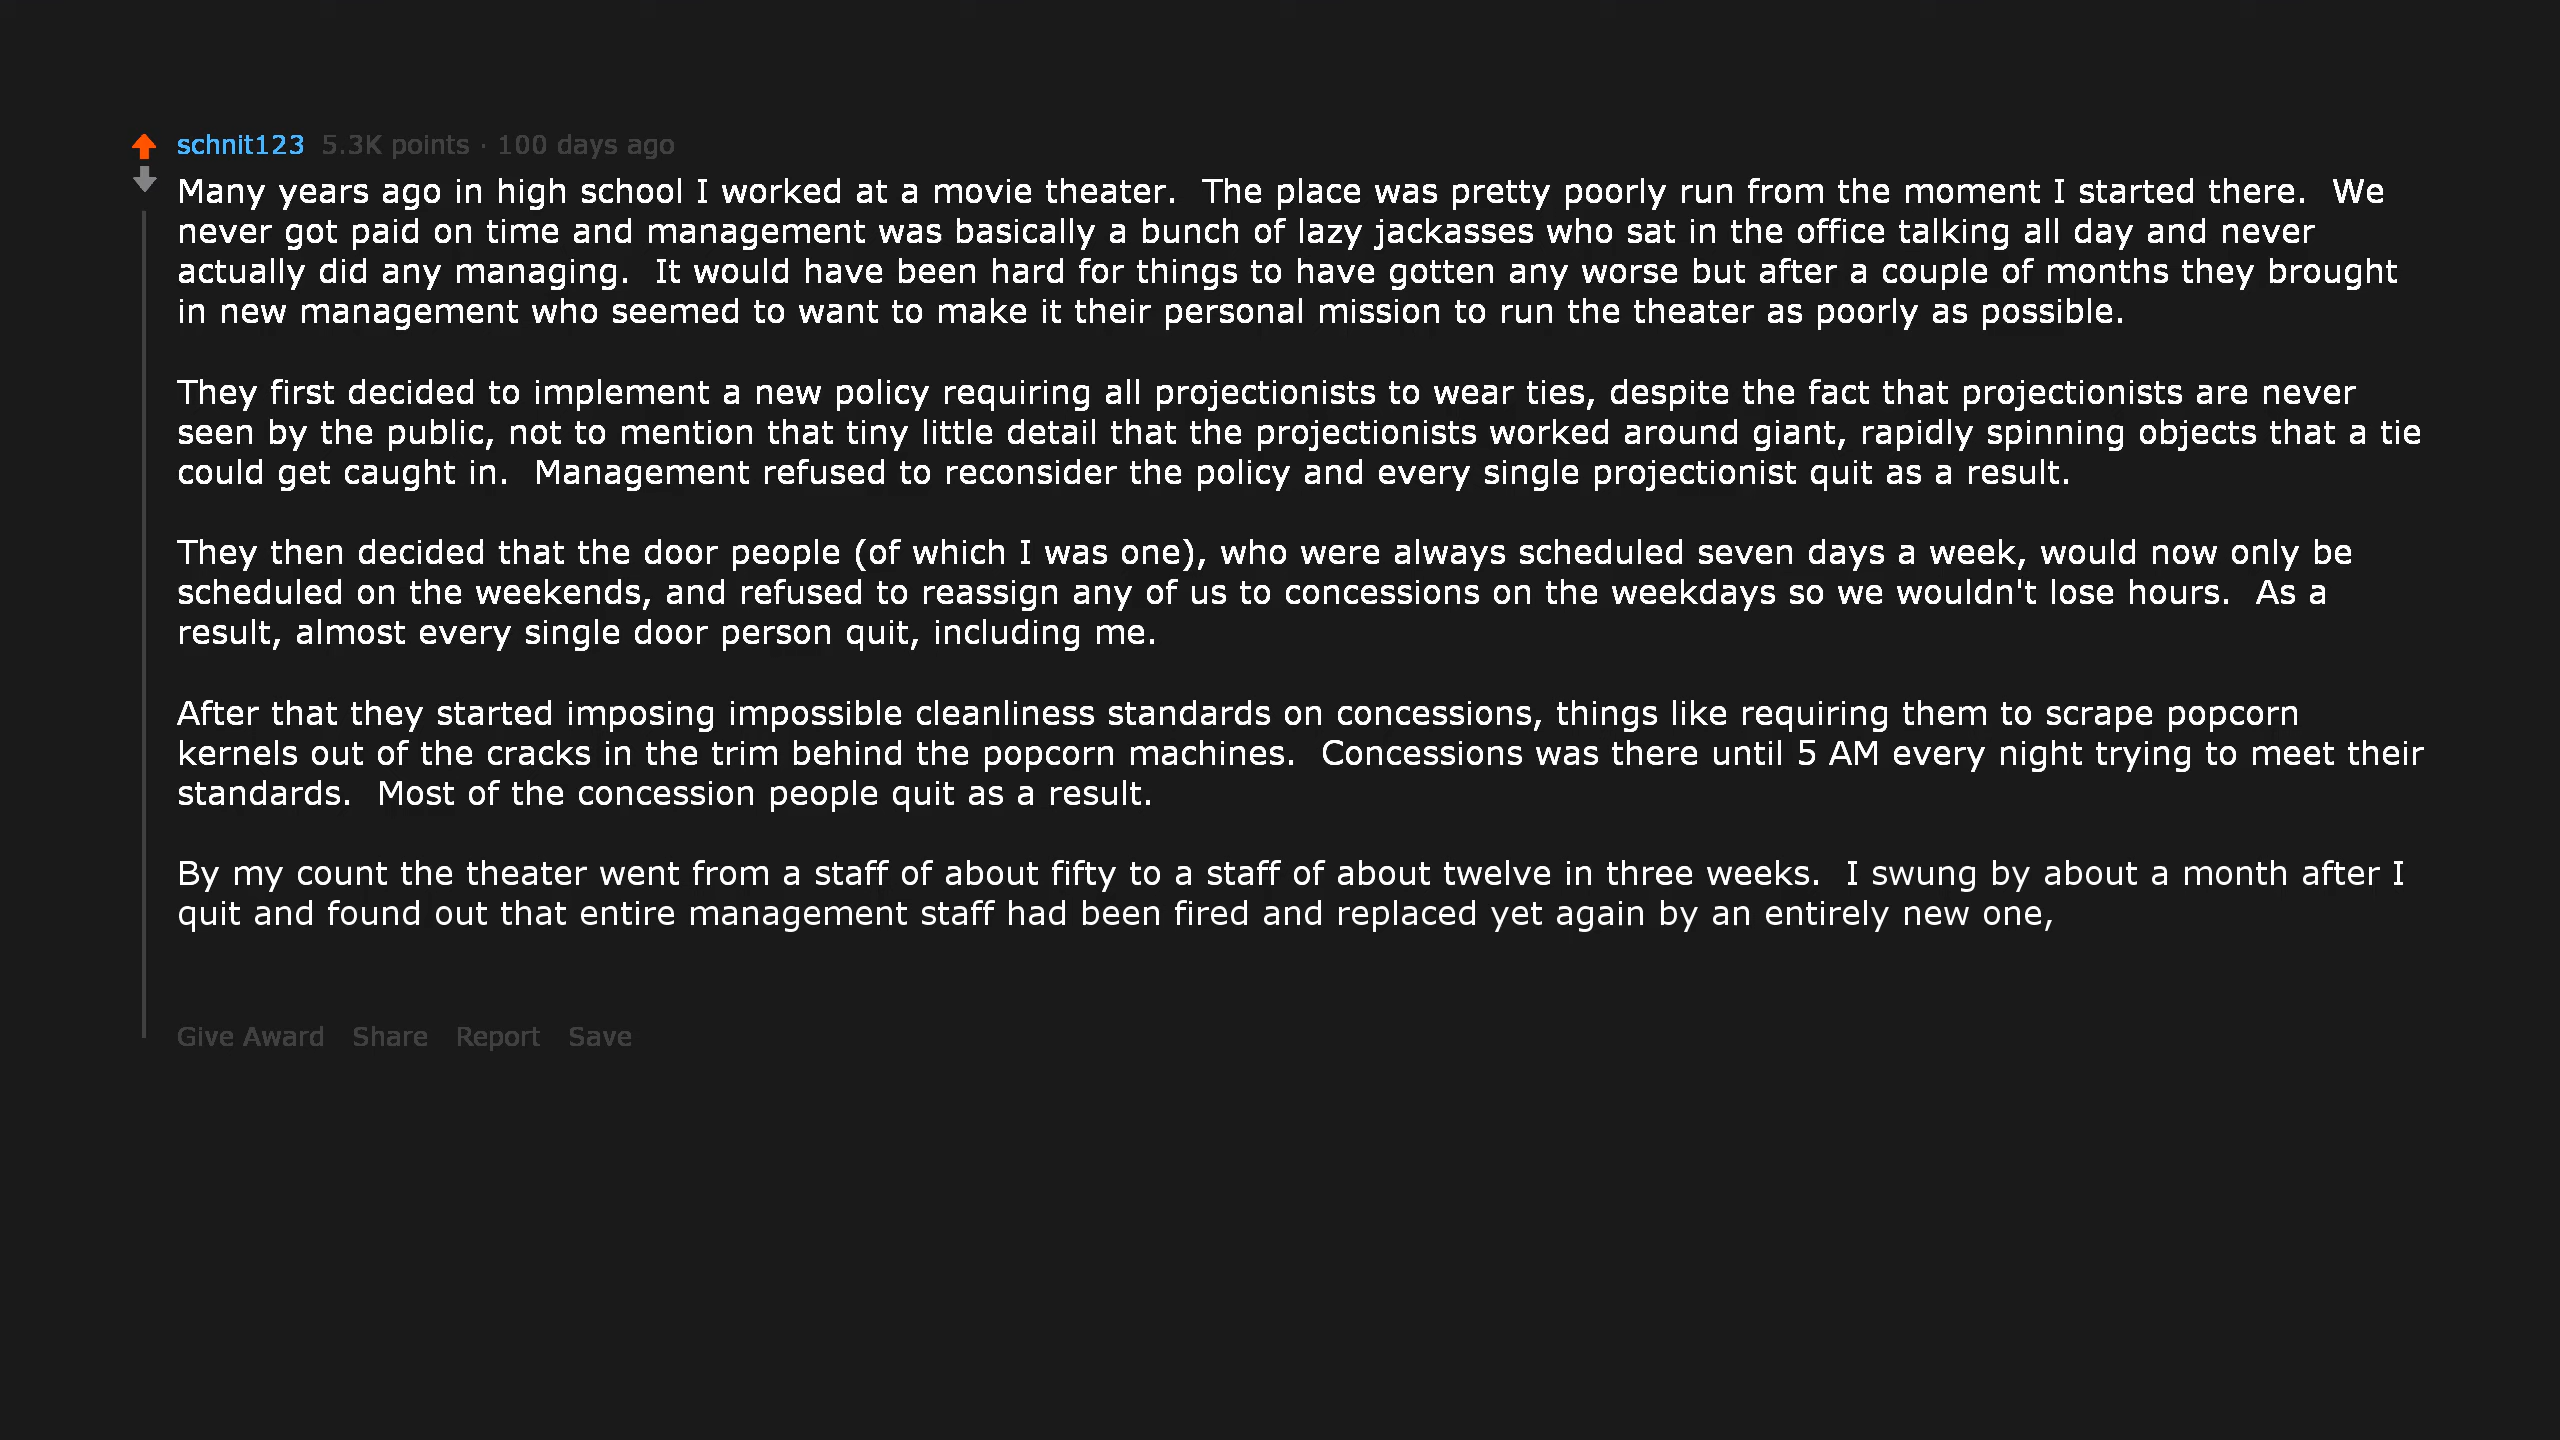 schnit123 5.3K points · 100 days ago
Many years ago in high school I worked at a movie theater.  The place was pretty poorly run from the moment I started there.  We
never got paid on time and management was basically a bunch of lazy jackasses who sat in the office talking all day and never
actually did any managing.  It would have been hard for things to have gotten any worse but after a couple of months they brought
in new management who seemed to want to make it their personal mission to run the theater as poorly as possible.
They first decided to implement a new policy requiring all projectionists to wear ties, despite the fact that projectionists are never
seen by the public, not to mention that tiny little detail that the projectionists worked around giant, rapidly spinning objects that a tie
could get caught in.  Management refused to reconsider the policy and every single projectionist quit as a result.
They then decided that the door people (of which I was one), who were always scheduled seven days a week, would now only be
scheduled on the weekends, and refused to reassign any of us to concessions on the weekdays so we wouldn't lose hours.  As a
result, almost every single door person quit, including me.
After that they started imposing impossible cleanliness standards on concessions, things like requiring them to scrape popcorn
kernels out of the cracks in the trim behind the popcorn machines.  Concessions was there until 5 AM every night trying to meet their
standards.  Most of the concession people quit as a result.
By my count the theater went from a staff of about fifty to a staff of about twelve in three weeks.  I swung by about a month after I
quit and found out that entire management staff had been fired and replaced yet again by an entirely new one,
Give Award Share Report Save